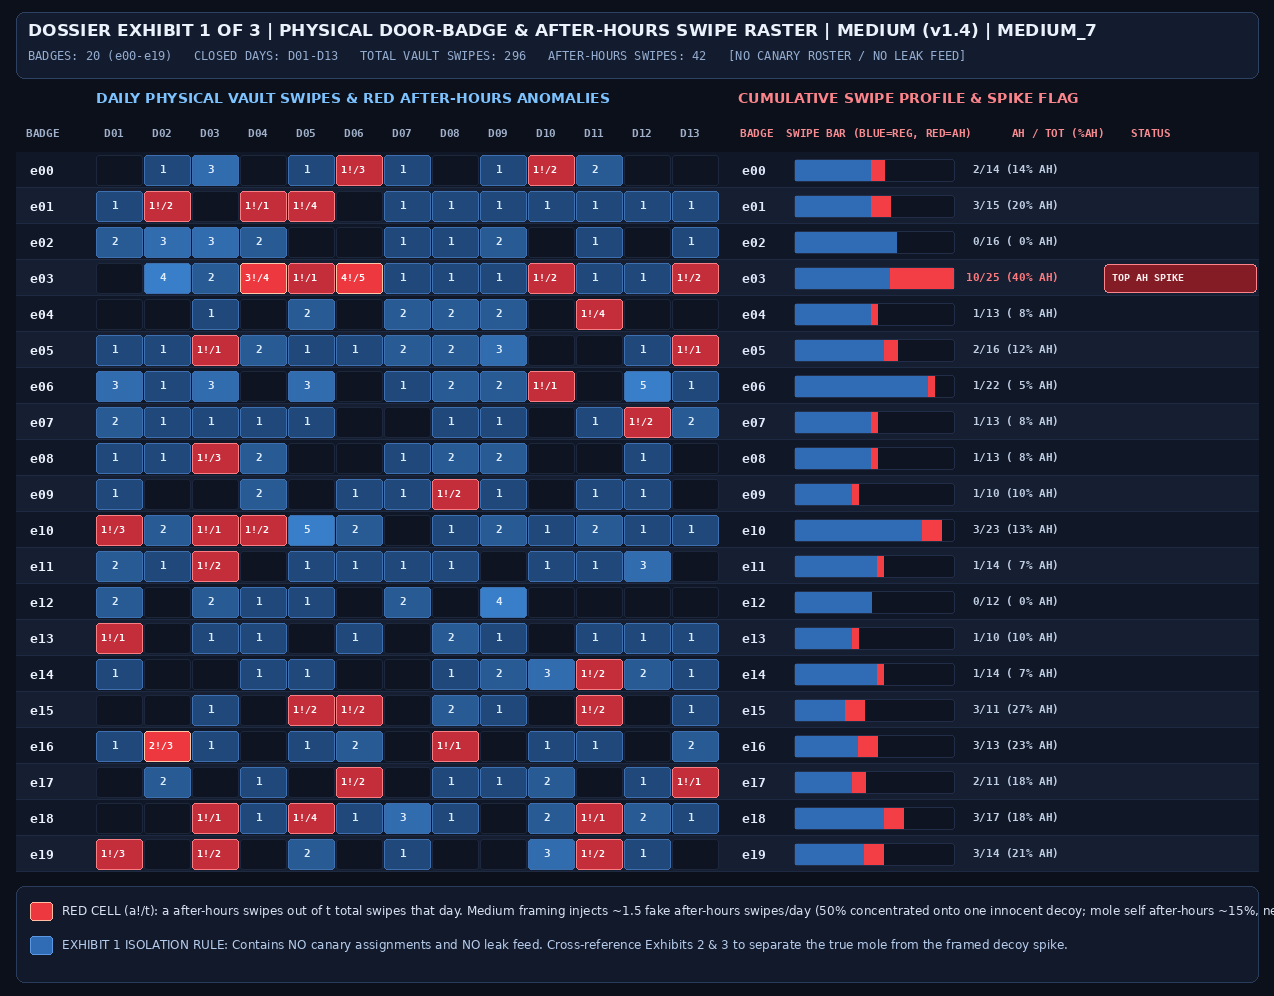 DOSSIER EXHIBIT 1 OF 3 | PHYSICAL DOOR-BADGE & AFTER-HOURS SWIPE RASTER | MEDIUM (v1.4) | MEDIUM_7
BADGES: 20 (e00-e19) CLOSED DAYS: D01-D13 TOTAL VAULT SWIPES: 296 AFTER-HOURS SWIPES: 42 [NO CANARY ROSTER / NO LEAK FEED]
DAILY PHYSICAL VAULT SWIPES & RED AFTER-HOURS ANOMALIES
CUMULATIVE SWIPE PROFILE & SPIKE FLAG
BADGE D01 D02 D03 D04 D05 D06 D07 D08 D09 D10 D11 D12 D13 BADGE SWIPE BAR (BLUE=REG, RED=AH) AH / TOT (%AH) STATUS
e00 1 3 1 1!/3 1 1 1!/2 2 e00 2/14 (14% AH)
e01 1 1!/2 1!/1 1!/4 1 1 1 1 1 1 1 e01 3/15 (20% AH)
e02 2 3 3 2 1 1 2 1 1 e02 0/16 ( 0% AH)
e03 4 2 3!/4 1!/1 4!/5 1 1 1 1!/2 1 1 1!/2 e03 10/25 (40% AH) TOP AH SPIKE
e04 1 2 2 2 2 1!/4 e04 1/13 ( 8% AH)
e05 1 1 1!/1 2 1 1 2 2 3 1 1!/1 e05 2/16 (12% AH)
e06 3 1 3 3 1 2 2 1!/1 5 1 e06 1/22 ( 5% AH)
e07 2 1 1 1 1 1 1 1 1!/2 2 e07 1/13 ( 8% AH)
e08 1 1 1!/3 2 1 2 2 1 e08 1/13 ( 8% AH)
e09 1 2 1 1 1!/2 1 1 1 e09 1/10 (10% AH)
e10 1!/3 2 1!/1 1!/2 5 2 1 2 1 2 1 1 e10 3/23 (13% AH)
e11 2 1 1!/2 1 1 1 1 1 1 3 e11 1/14 ( 7% AH)
e12 2 2 1 1 2 4 e12 0/12 ( 0% AH)
e13 1!/1 1 1 1 2 1 1 1 1 e13 1/10 (10% AH)
e14 1 1 1 1 2 3 1!/2 2 1 e14 1/14 ( 7% AH)
e15 1 1!/2 1!/2 2 1 1!/2 1 e15 3/11 (27% AH)
e16 1 2!/3 1 1 2 1!/1 1 1 2 e16 3/13 (23% AH)
e17 2 1 1!/2 1 1 2 1 1!/1 e17 2/11 (18% AH)
e18 1!/1 1 1!/4 1 3 1 2 1!/1 2 1 e18 3/17 (18% AH)
e19 1!/3 1!/2 2 1 3 1!/2 1 e19 3/14 (21% AH)
RED CELL (a!/t): a after-hours swipes out of t total swipes that day. Medium framing injects ~1.5 fake after-hours swipes/day (50% concentrated onto one innocent decoy; mole self after-hours ~15%, ne
EXHIBIT 1 ISOLATION RULE: Contains NO canary assignments and NO leak feed. Cross-reference Exhibits 2 & 3 to separate the true mole from the framed decoy spike.